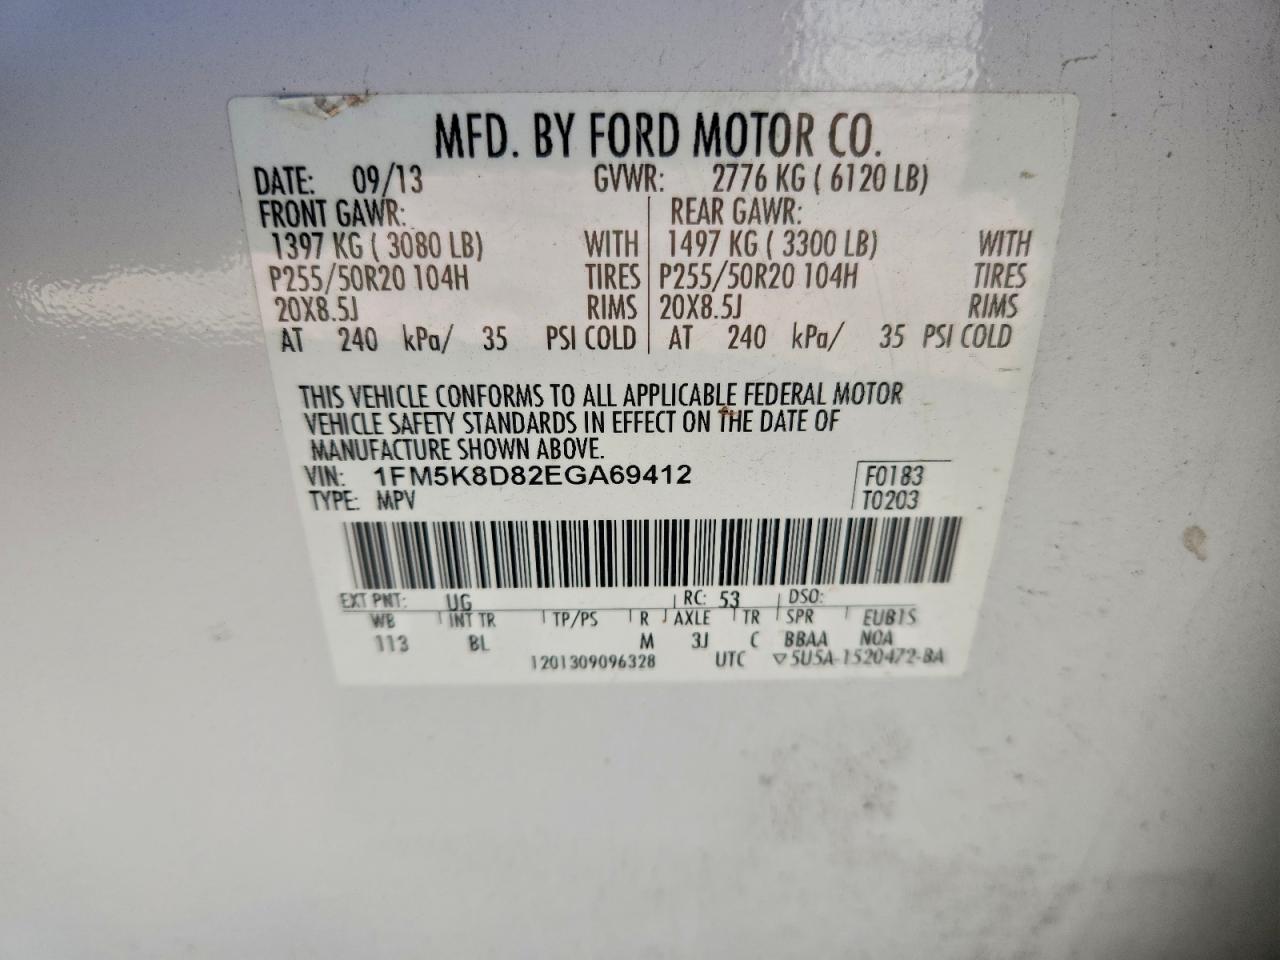 MFD. BY FORD MOTOR CO.
DATE: 09/13 GVWR: 2776 KG ( 6120 LB)
FRONT GAWR: REAR GAWR:
1397 KG ( 3080 LB) WITH 1497 KG ( 3300 LB) WITH
P255/50R20 104H TIRES P255/50R20 104H TIRES
20X8.5J RIMS 20X8.5J RIMS
AT 240 kPa/ 35 PSI COLD AT 240 kPa/ 35 PSI COLD
THIS VEHICLE CONFORMS TO ALL APPLICABLE FEDERAL MOTOR
VEHICLE SAFETY STANDARDS IN EFFECT ON THE DATE OF
MANUFACTURE SHOWN ABOVE.
VIN: 1FM5K8D82EGA69412 F0183
TYPE: MPV T0203
EXT PNT: UG RC: 53 DSO:
WB INT TR TP/PS R AXLE TR SPR EUB1S
113 BL M 3J C BBAA NOA
1201309096328 UTC ▽5U5A-1520472-BA